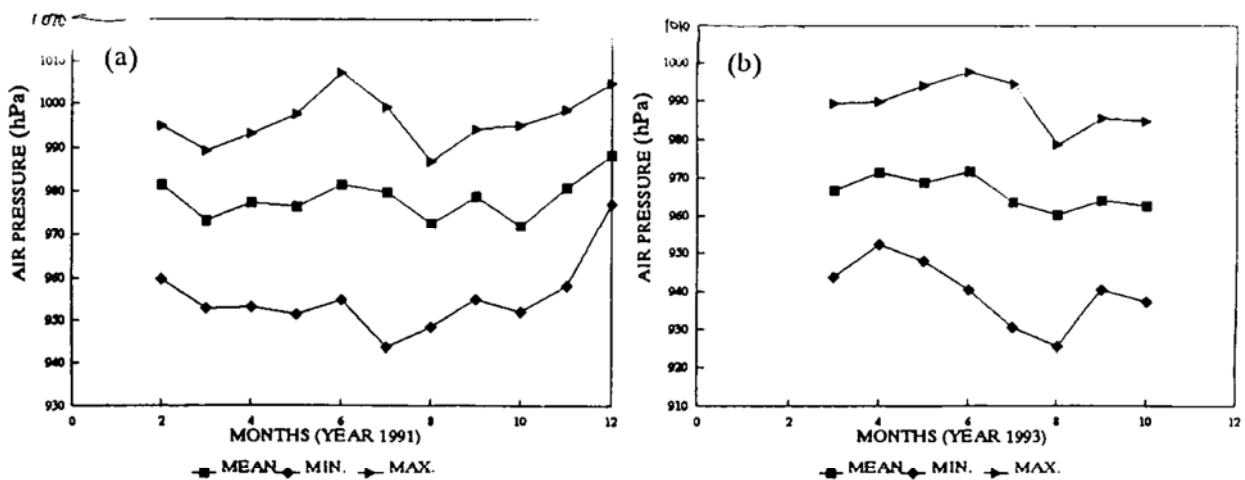 (a)
AIR PRESSURE (hPa)
1010
1000
990
980
970
960
950
940
930
0 2 4 6 8 10 12
MONTHS (YEAR 1991)
MEAN MIN. MAX.
(b)
AIR PRESSURE (hPa)
1010
1000
990
980
970
960
950
940
930
920
910
0 2 4 6 8 10 12
MONTHS (YEAR 1993)
MEAN MIN. MAX.